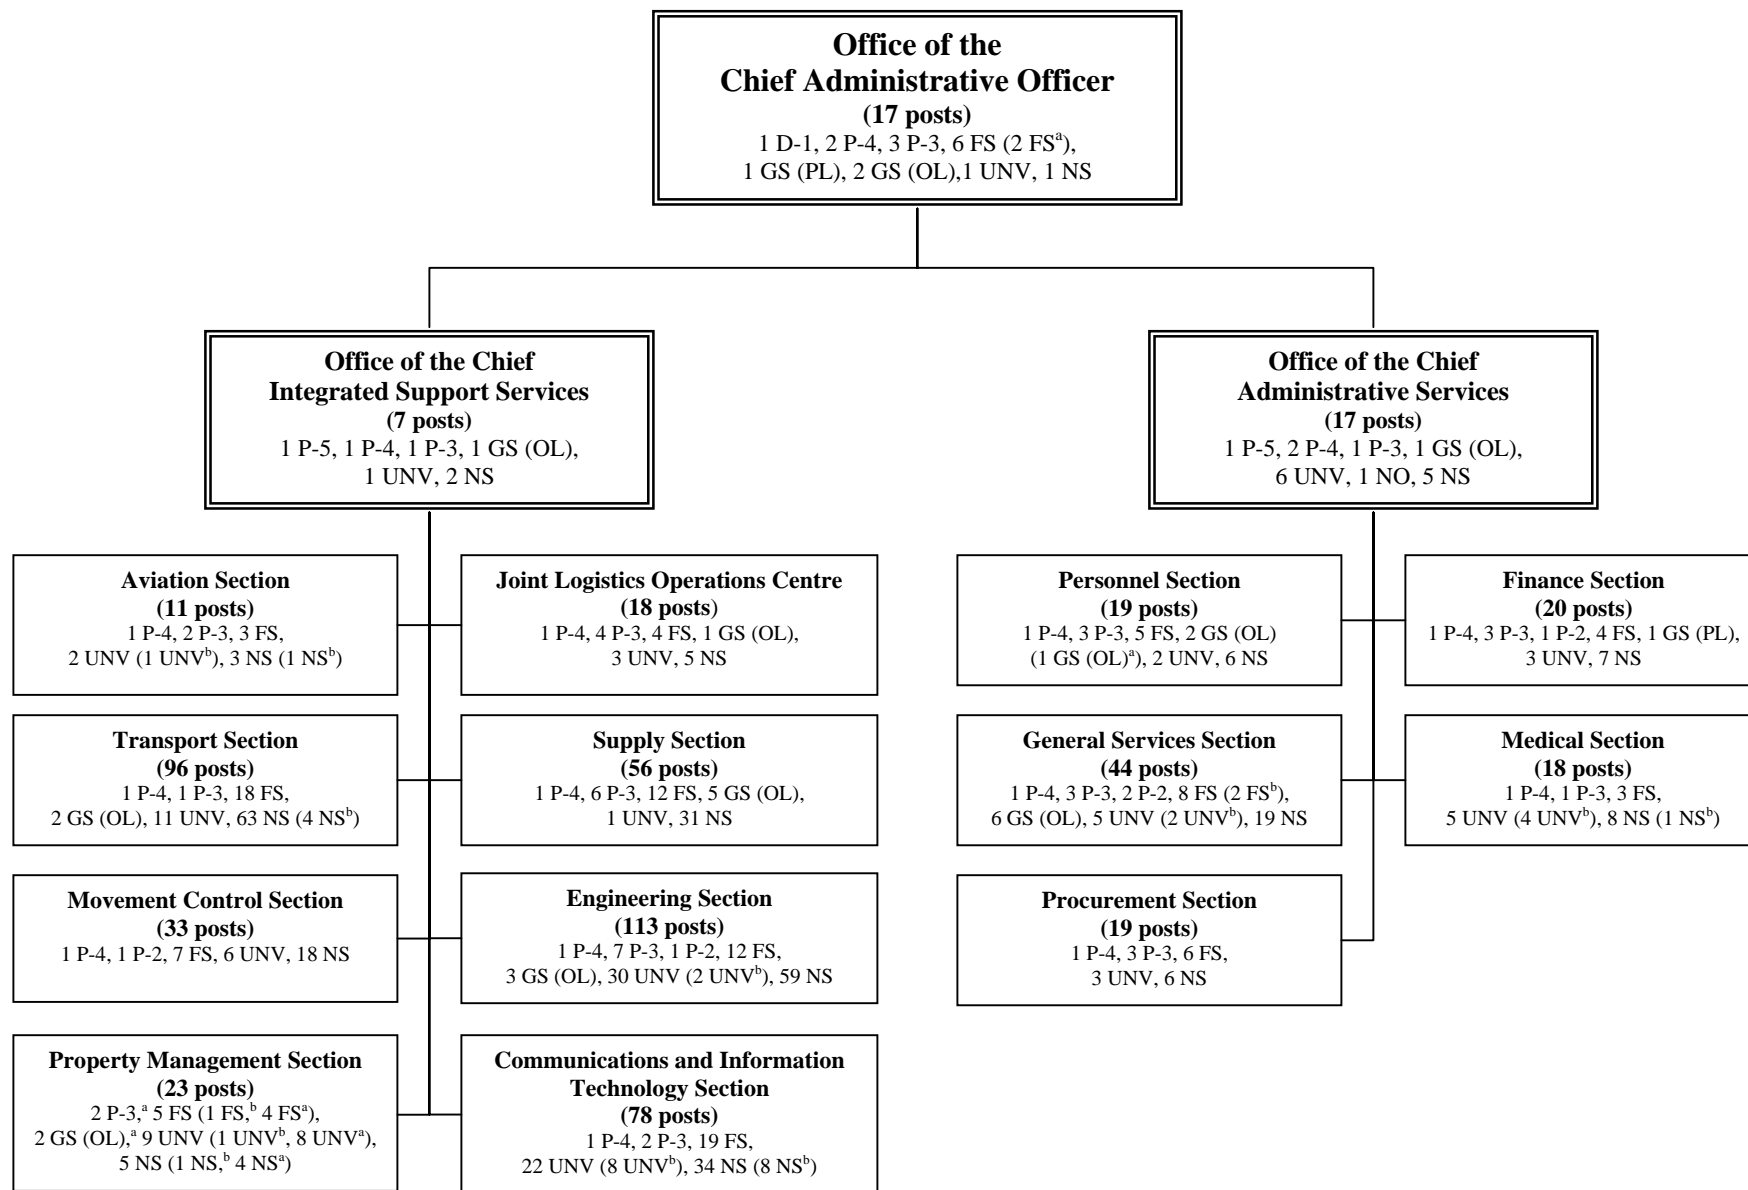 Office of the
Chief Administrative Officer
(17 posts)
1 D-1, 2 P-4, 3 P-3, 6 FS (2 FSa),
1 GS (PL), 2 GS (OL),1 UNV, 1 NS
Office of the Chief
Integrated Support Services
(7 posts)
1 P-5, 1 P-4, 1 P-3, 1 GS (OL),
1 UNV, 2 NS
Office of the Chief
Administrative Services
(17 posts)
1 P-5, 2 P-4, 1 P-3, 1 GS (OL),
6 UNV, 1 NO, 5 NS
Aviation Section
(11 posts)
1 P-4, 2 P-3, 3 FS,
2 UNV (1 UNVb), 3 NS (1 NSb)
Joint Logistics Operations Centre
(18 posts)
1 P-4, 4 P-3, 4 FS, 1 GS (OL),
3 UNV, 5 NS
Personnel Section
(19 posts)
1 P-4, 3 P-3, 5 FS, 2 GS (OL)
(1 GS (OL)a), 2 UNV, 6 NS
Finance Section
(20 posts)
1 P-4, 3 P-3, 1 P-2, 4 FS, 1 GS (PL),
3 UNV, 7 NS
Transport Section
(96 posts)
1 P-4, 1 P-3, 18 FS,
2 GS (OL), 11 UNV, 63 NS (4 NSb)
Supply Section
(56 posts)
1 P-4, 6 P-3, 12 FS, 5 GS (OL),
1 UNV, 31 NS
General Services Section
(44 posts)
1 P-4, 3 P-3, 2 P-2, 8 FS (2 FSb),
6 GS (OL), 5 UNV (2 UNVb), 19 NS
Medical Section
(18 posts)
1 P-4, 1 P-3, 3 FS,
5 UNV (4 UNVb), 8 NS (1 NSb)
Movement Control Section
(33 posts)
1 P-4, 1 P-2, 7 FS, 6 UNV, 18 NS
Engineering Section
(113 posts)
1 P-4, 7 P-3, 1 P-2, 12 FS,
3 GS (OL), 30 UNV (2 UNVb), 59 NS
Procurement Section
(19 posts)
1 P-4, 3 P-3, 6 FS,
3 UNV, 6 NS
Property Management Section
(23 posts)
2 P-3,a 5 FS (1 FS,b 4 FSa),
2 GS (OL),a 9 UNV (1 UNVb, 8 UNVa),
5 NS (1 NS,b 4 NSa)
Communications and Information
Technology Section
(78 posts)
1 P-4, 2 P-3, 19 FS,
22 UNV (8 UNVb), 34 NS (8 NSb)